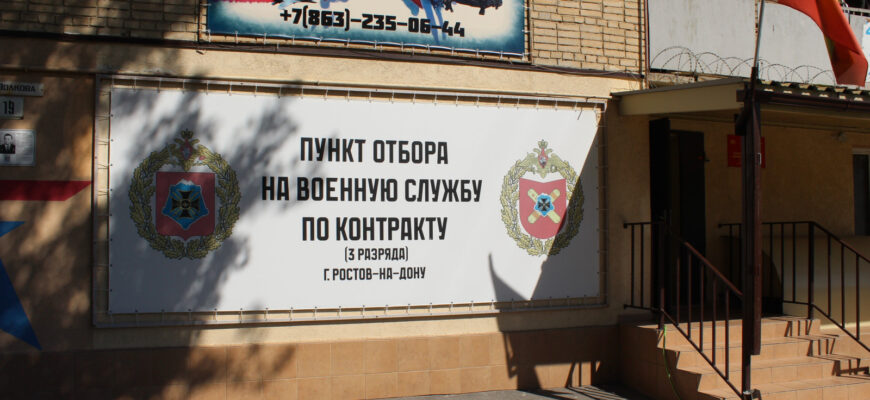 +7(863)-235-06-44
19
ПУНКТ ОТБОРА
НА ВОЕННУЮ СЛУЖБУ
ПО КОНТРАКТУ
(3 РАЗРЯДА)
Г. РОСТОВ-НА-ДОНУ